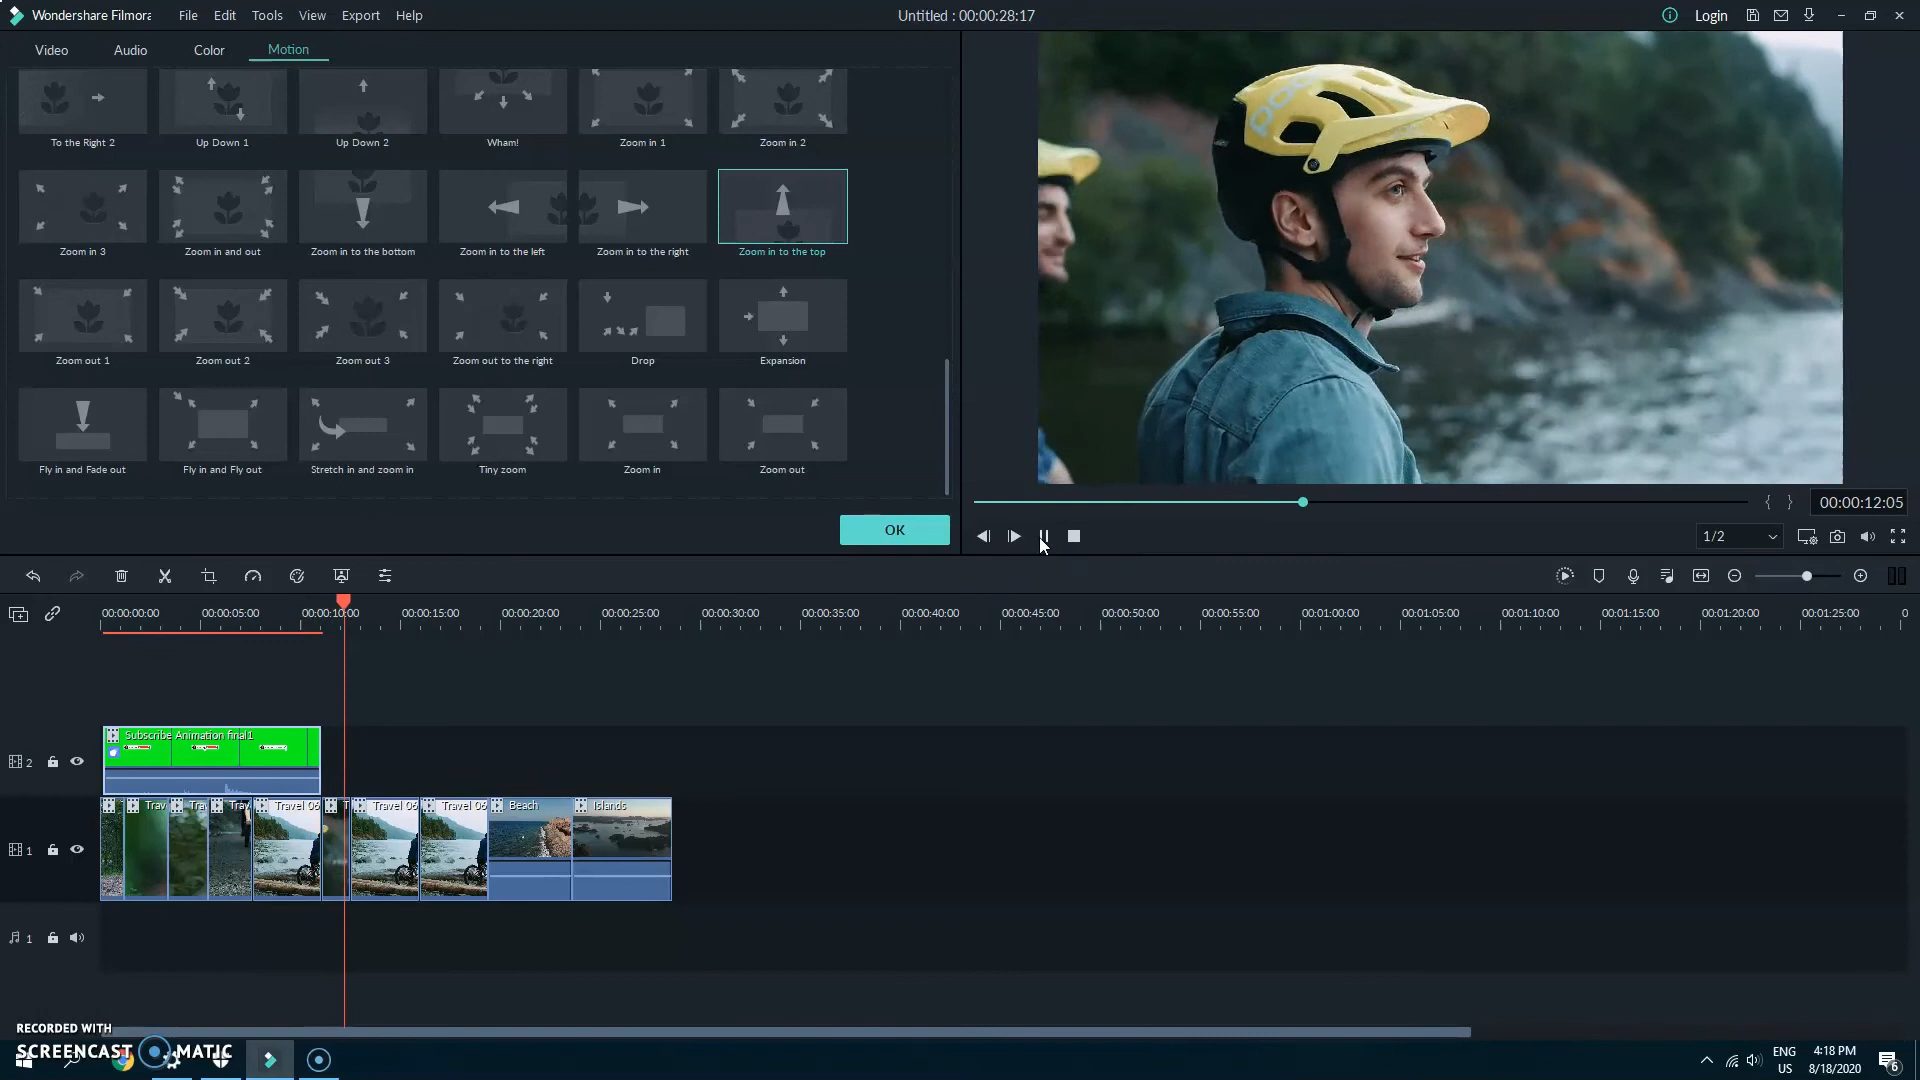 Wondershare Filmora File Edit Tools View Export Help Untitled : 00:00:28:17 Login
Video Audio Color Motion
To the Right 2 Up Down 1 Up Down 2 Wham! Zoom in 1 Zoom in 2
Zoom in 3 Zoom in and out Zoom in to the bottom Zoom in to the left Zoom in to the right Zoom in to the top
Zoom out 1 Zoom out 2 Zoom out 3 Zoom out to the right Drop Expansion
Fly in and Fade out Fly in and Fly out Stretch in and zoom in Tiny zoom Zoom in Zoom out
poc
{ } 00:00:12:05
OK
1/2
00:00:00:00 00:00:05:00 00:00:10:00 00:00:15:00 00:00:20:00 00:00:25:00 00:00:30:00 00:00:35:00 00:00:40:00 00:00:45:00 00:00:50:00 00:00:55:00 00:01:00:00 00:01:05:00 00:01:10:00 00:01:15:00 00:01:20:00 00:01:25:00 0
Subscribe Animation final1
2
Trav Tra Trav Travel 06 T Travel 06 Travel 06 Beach Islands
1
1
RECORDED WITH
SCREENCAST MATIC
ENG 4:18 PM
US 8/18/2020 6